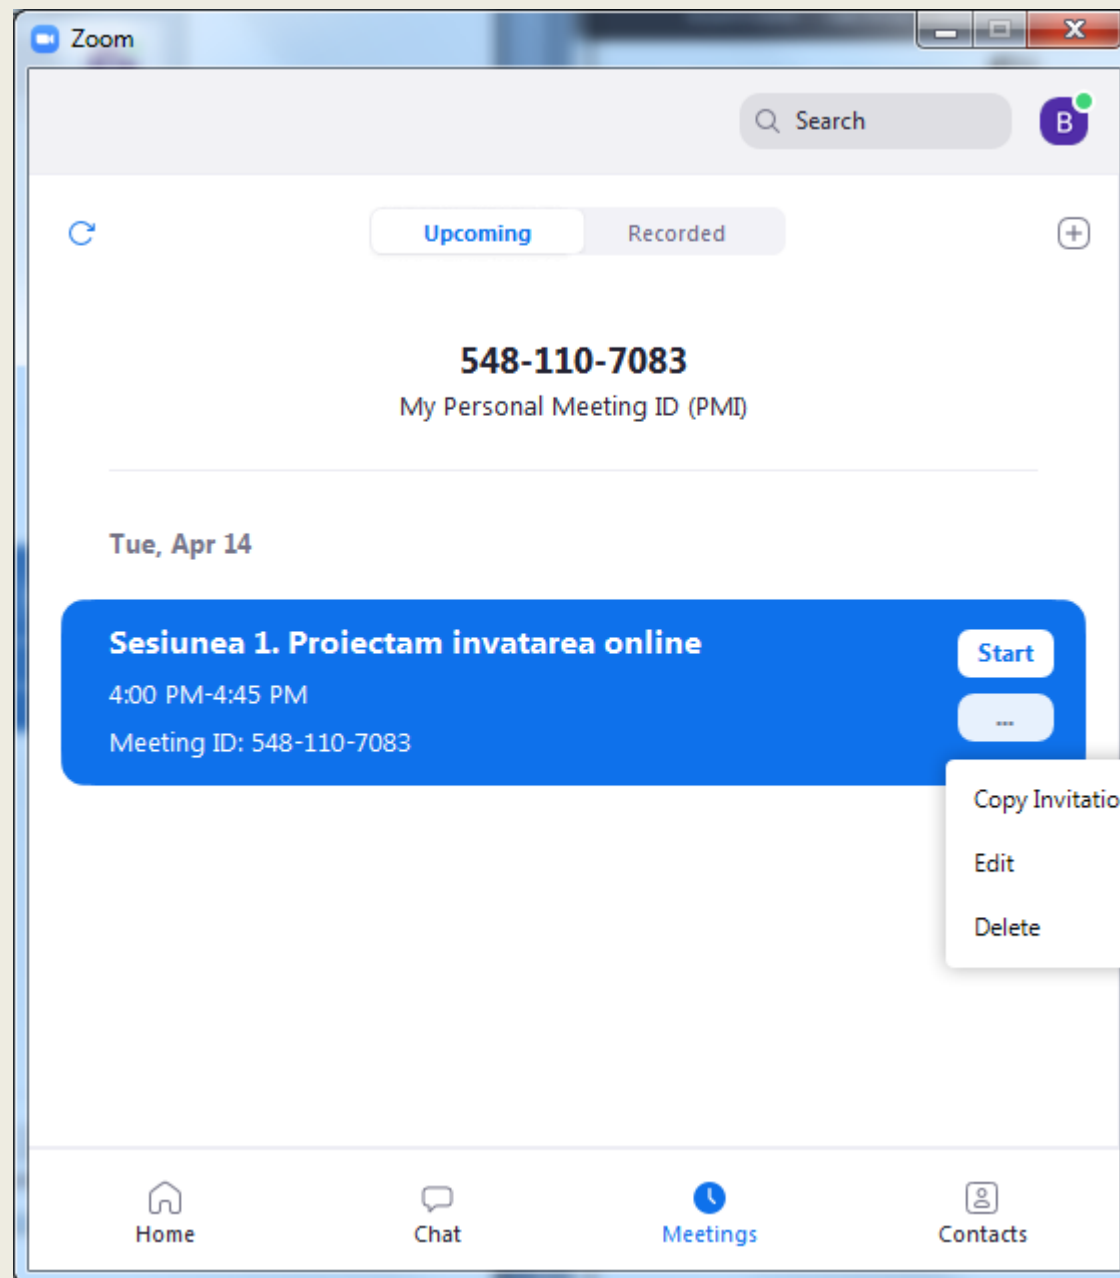 Zoom
Search
B
Upcoming Recorded
548-110-7083
My Personal Meeting ID (PMI)
Tue, Apr 14
Sesiunea 1. Proiectam invatarea online
Start
4:00 PM-4:45 PM
...
Meeting ID: 548-110-7083
Copy Invitatio
Edit
Delete
Home Chat Meetings Contacts